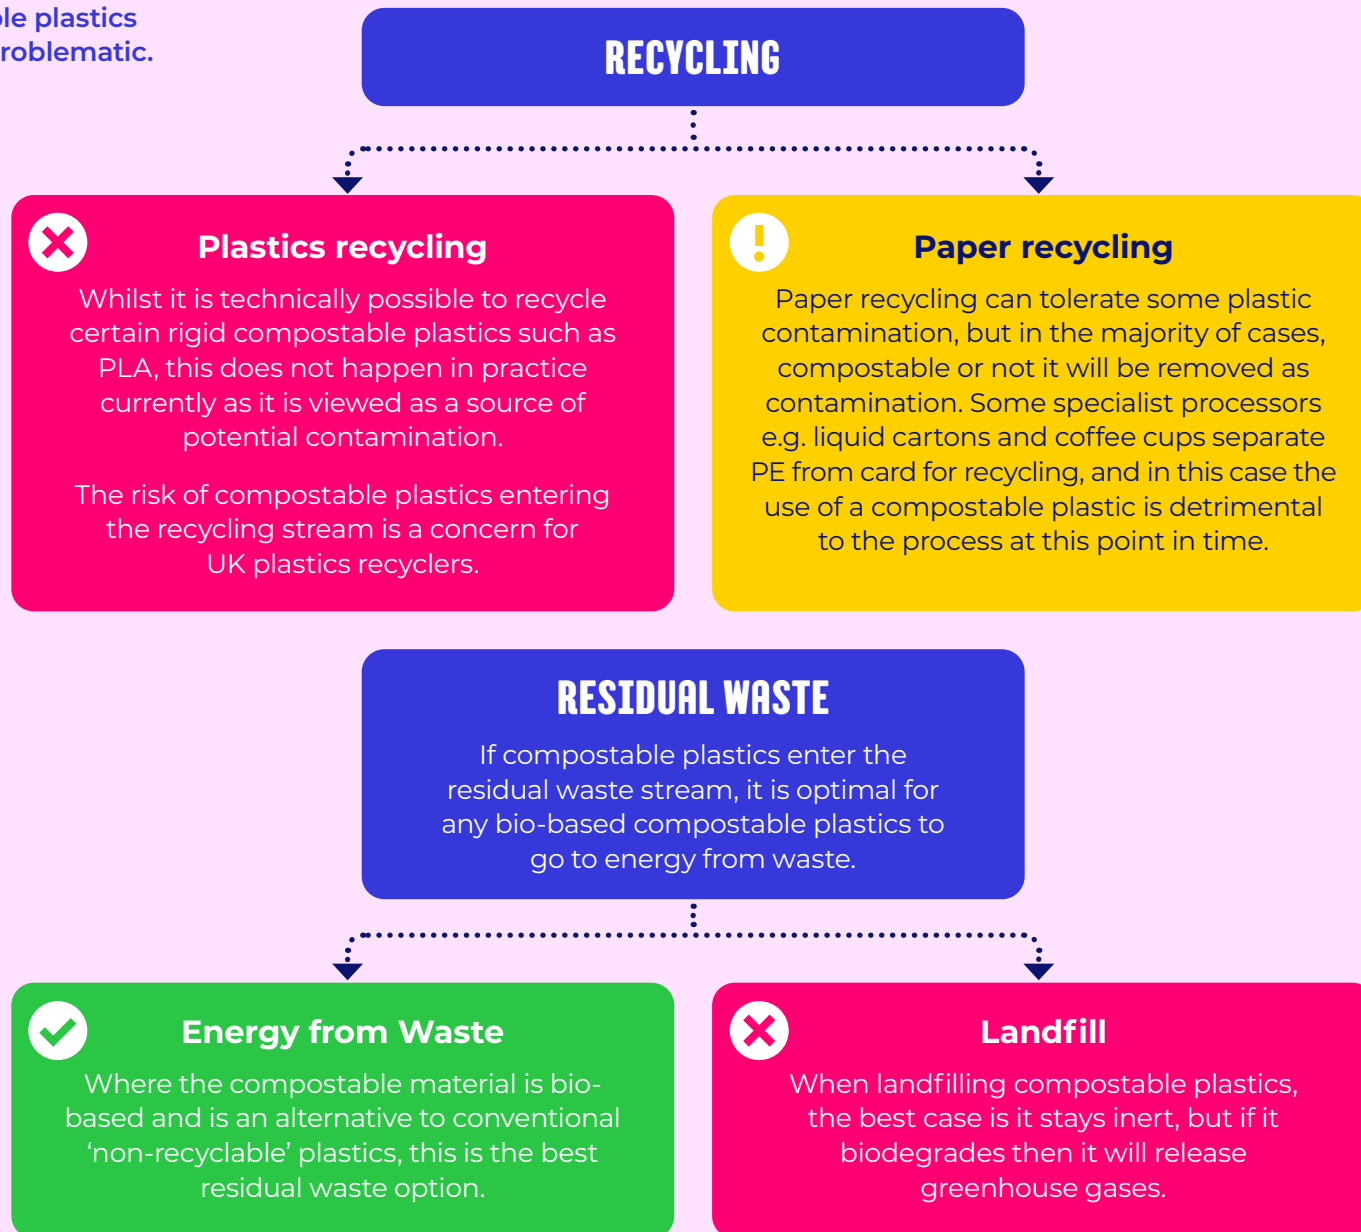 plastics
RECYCLING
Plastics recycling
Whilst it is technically possible to recycle
certain rigid compostable plastics such as
PLA, this does not happen in practice
currently as it is viewed as a source of
potential contamination.
The risk of compostable plastics entering
the recycling stream is a concern for
UK plastics recyclers.
Paper recycling
Paper recycling can tolerate some plastic
contamination, but in the majority of cases,
compostable or not it will be removed as
contamination. Some specialist processors
e.g. liquid cartons and coffee cups separate
PE from card for recycling, and in this case the
use of a compostable plastic is detrimental
to the process at this point in time.
RESIDUAL WASTE
If compostable plastics enter the
residual waste stream, it is optimal for
any bio-based compostable plastics to
go to energy from waste.
Energy from Waste
Where the compostable material is bio-
based and is an alternative to conventional
‘non-recyclable’ plastics, this is the best
residual waste option.
Landfill
When landfilling compostable plastics,
the best case is it stays inert, but if it
biodegrades then it will release
greenhouse gases.